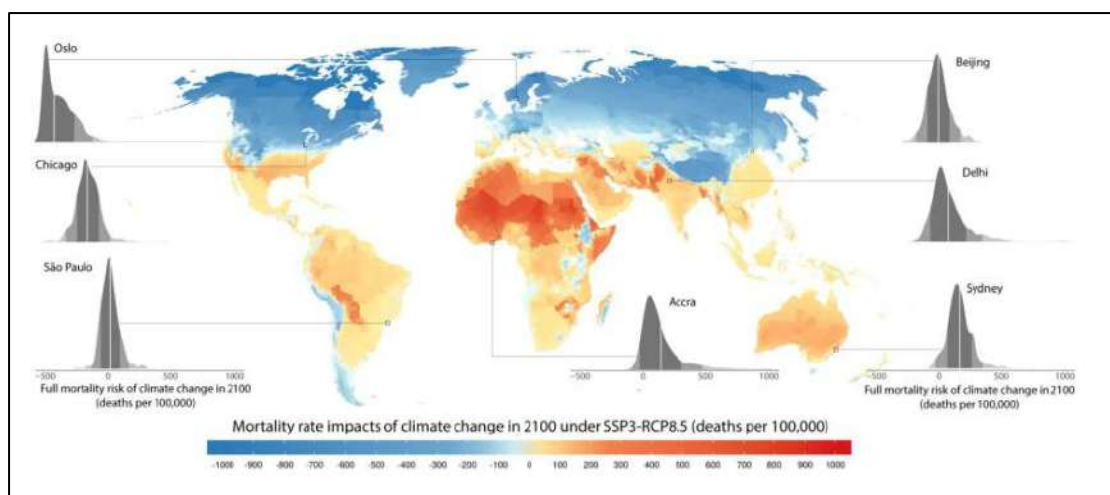 Oslo
Beijing
Chicago
Delhi
São Paulo
Accra
Sydney
-500 0 500 1000
Full mortality risk of climate change in 2100
(deaths per 100,000)
-500 0 500 1000
-500 0 500 1000
Full mortality risk of climate change in 2100
(deaths per 100,000)
Mortality rate impacts of climate change in 2100 under SSP3-RCP8.5 (deaths per 100,000)
-1000 -900 -800 -700 -600 -500 -400 -300 -200 -100 0 100 200 300 400 500 600 700 800 900 1000